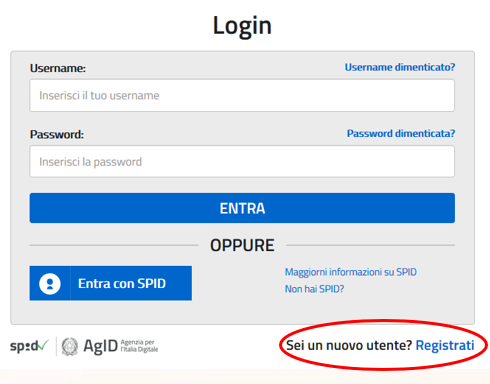 Login
Username:
Username dimenticato?
Inserisci il tuo username
Password:
Password dimenticata?
Inserisci la password
ENTRA
OPPURE
Entra con SPID
Maggiorni informazioni su SPID
Non hai SPID?
spid
AgID Agenzia per
l'Italia Digitale
Sei un nuovo utente? Registrati